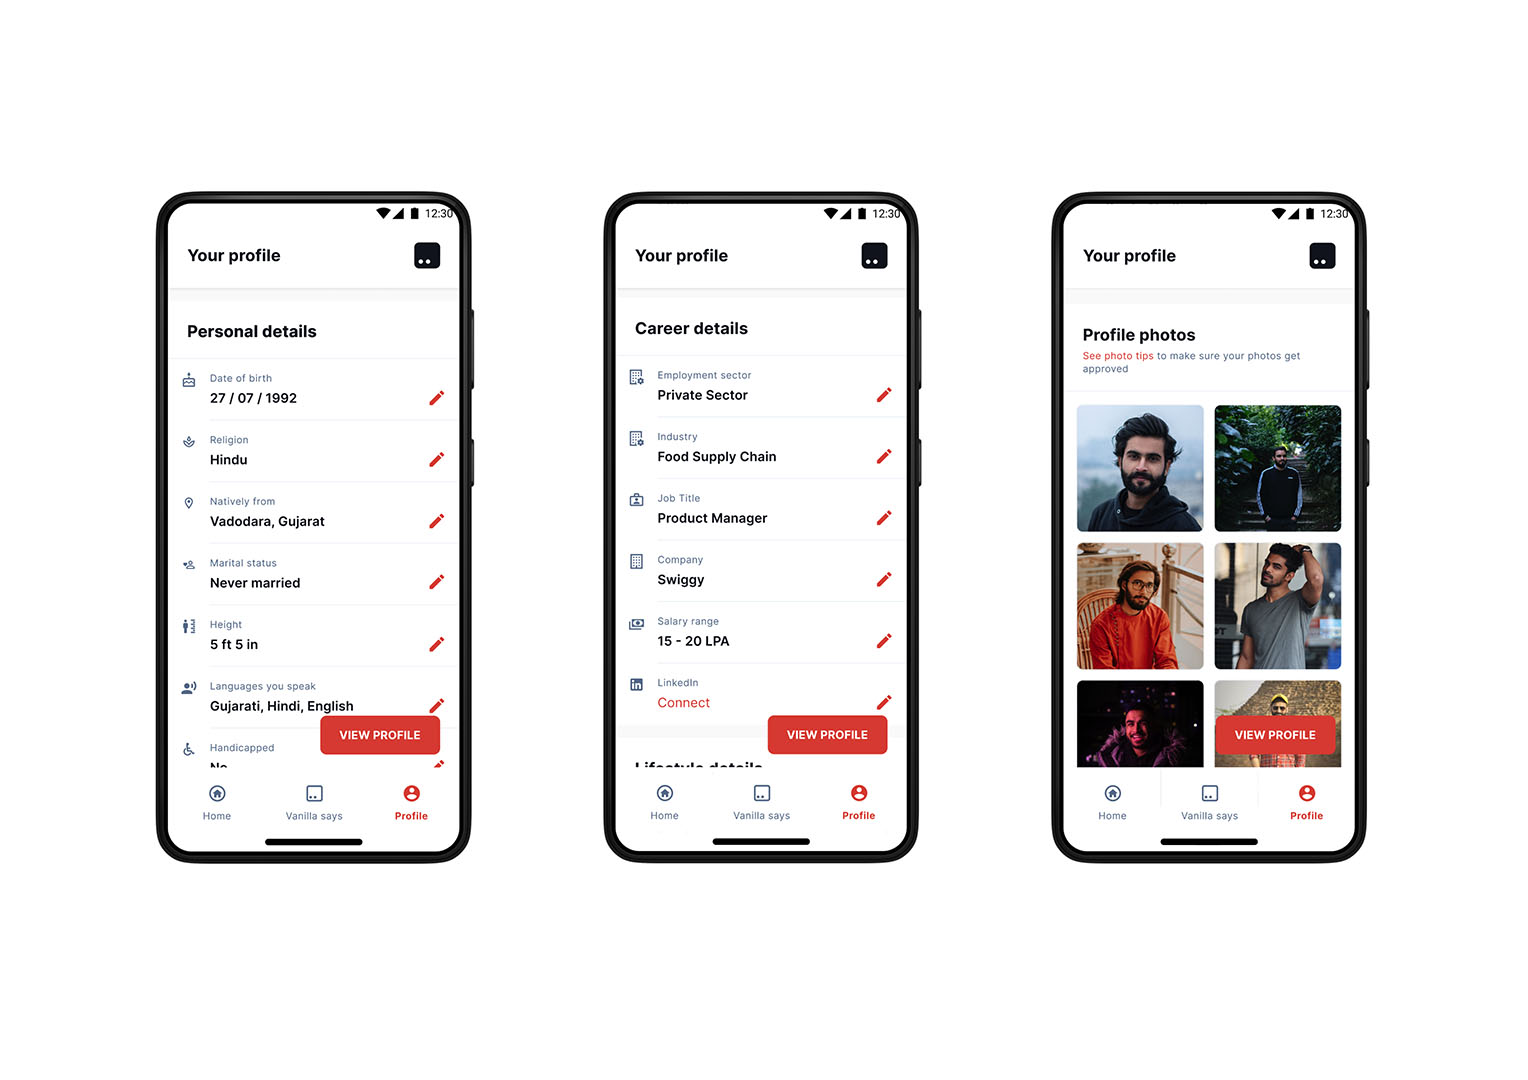 12:30
Your profile
Personal details
Date of birth
27 / 07 / 1992
Religion
Hindu
Natively from
Vadodara, Gujarat
Marital status
Never married
Height
5 ft 5 in
Languages you speak
Gujarati, Hindi, English
VIEW PROFILE
Handicapped
No
Home
Vanilla says
Profile
12:30
Your profile
Career details
Employment sector
Private Sector
Industry
Food Supply Chain
Job Title
Product Manager
Company
Swiggy
Salary range
15 - 20 LPA
LinkedIn
Connect
VIEW PROFILE
Lifestyle details
Home
Vanilla says
Profile
12:30
Your profile
Profile photos
See photo tips to make sure your photos get
approved
VIEW PROFILE
Home
Vanilla says
Profile